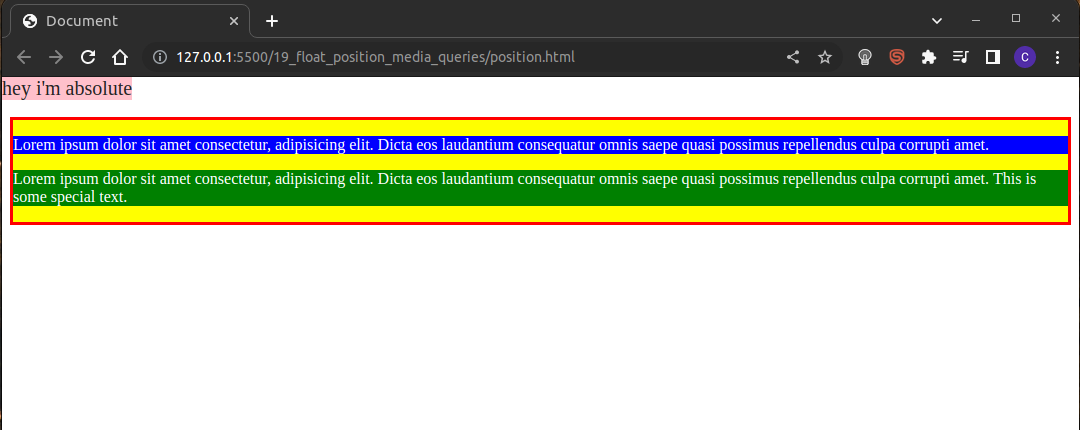 Document
127.0.0.1:5500/19_float_position_media_queries/position.html
C
hey i'm absolute
Lorem ipsum dolor sit amet consectetur, adipisicing elit. Dicta eos laudantium consequatur omnis saepe quasi possimus repellendus culpa corrupti amet.
Lorem ipsum dolor sit amet consectetur, adipisicing elit. Dicta eos laudantium consequatur omnis saepe quasi possimus repellendus culpa corrupti amet. This is
some special text.